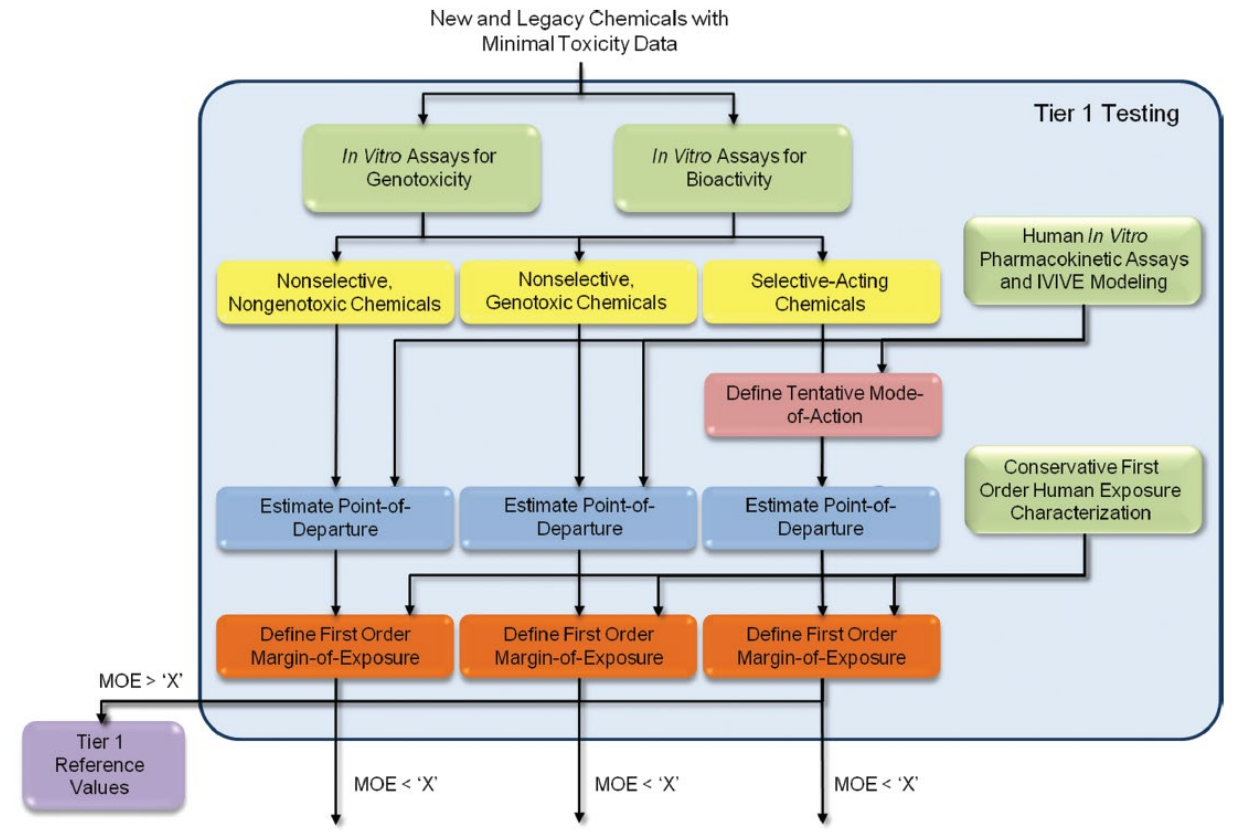 New and Legacy Chemicals with
Minimal Toxicity Data
Tier 1 Testing
In Vitro Assays for
Genotoxicity
In Vitro Assays for
Bioactivity
Human In Vitro
Pharmacokinetic Assays
and IVIVE Modeling
Nonselective,
Nongenotoxic Chemicals
Nonselective,
Genotoxic Chemicals
Selective-Acting
Chemicals
Define Tentative Mode-
of-Action
Conservative First
Order Human Exposure
Characterization
Estimate Point-of-
Departure
Estimate Point-of-
Departure
Estimate Point-of-
Departure
Define First Order
Margin-of-Exposure
Define First Order
Margin-of-Exposure
Define First Order
Margin-of-Exposure
MOE > ‘X’
Tier 1
Reference
Values
MOE < ‘X’
MOE < ‘X’
MOE < ‘X’